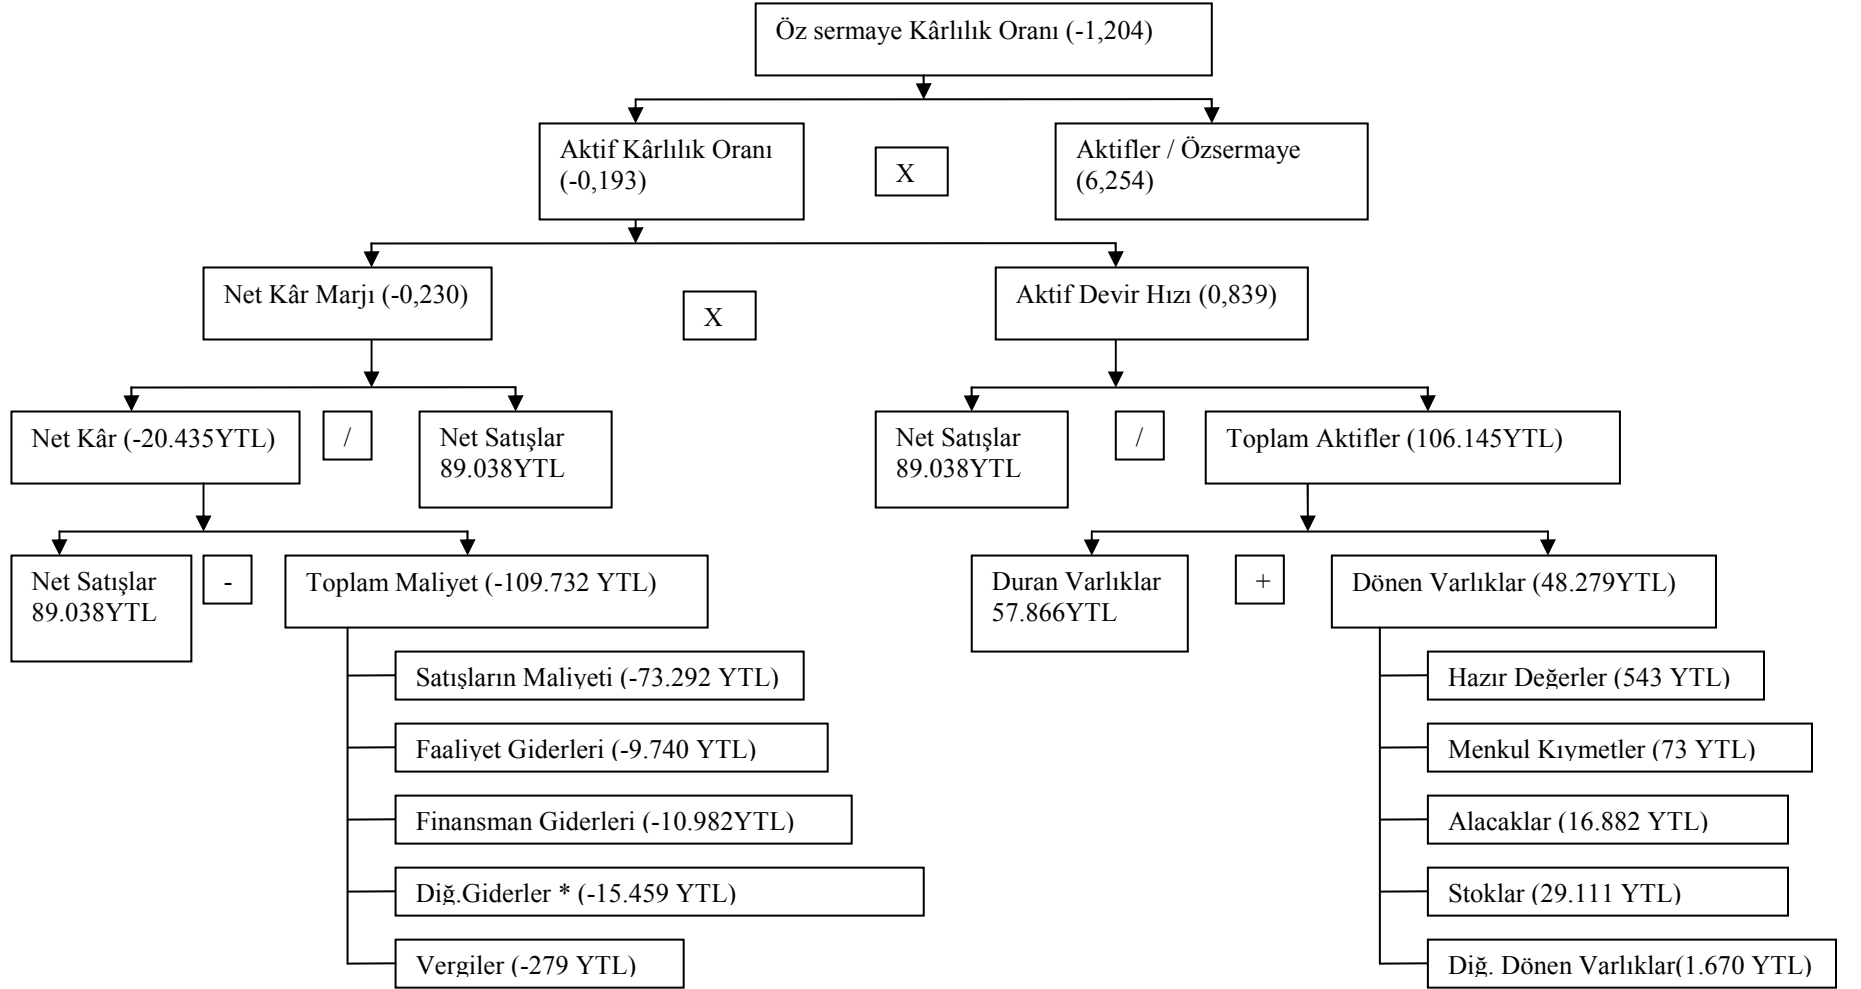 Öz sermaye Kârlılık Oranı (-1,204)
Aktif Kârlılık Oranı
(-0,193)
X
Aktifler / Özsermaye
(6,254)
Net Kâr Marjı (-0,230)
X
Aktif Devir Hızı (0,839)
Net Kâr (-20.435YTL)
/
Net Satışlar
89.038YTL
Net Satışlar
89.038YTL
/
Toplam Aktifler (106.145YTL)
Net Satışlar
89.038YTL
-
Toplam Maliyet (-109.732 YTL)
Duran Varlıklar
57.866YTL
+
Dönen Varlıklar (48.279YTL)
Satışların Maliyeti (-73.292 YTL)
Faaliyet Giderleri (-9.740 YTL)
Finansman Giderleri (-10.982YTL)
Diğ.Giderler * (-15.459 YTL)
Vergiler (-279 YTL)
Hazır Değerler (543 YTL)
Menkul Kıymetler (73 YTL)
Alacaklar (16.882 YTL)
Stoklar (29.111 YTL)
Diğ. Dönen Varlıklar(1.670 YTL)